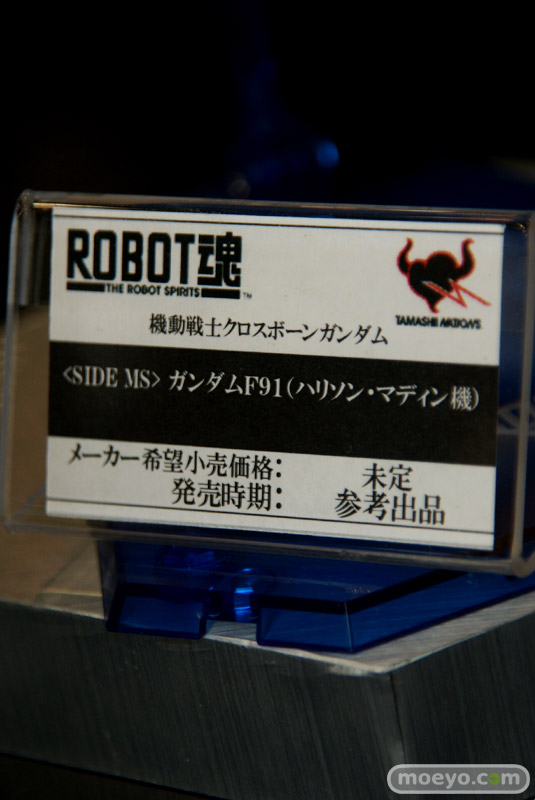 ROBOT魂
THE ROBOT SPIRITS ™
TAMASHII NATIONS
機動戦士クロスボーンガンダム
<SIDE MS> ガンダムF91(ハリソン・マディン機)
メーカー希望小売価格: 未定
発売時期: 参考出品
moeyo.com